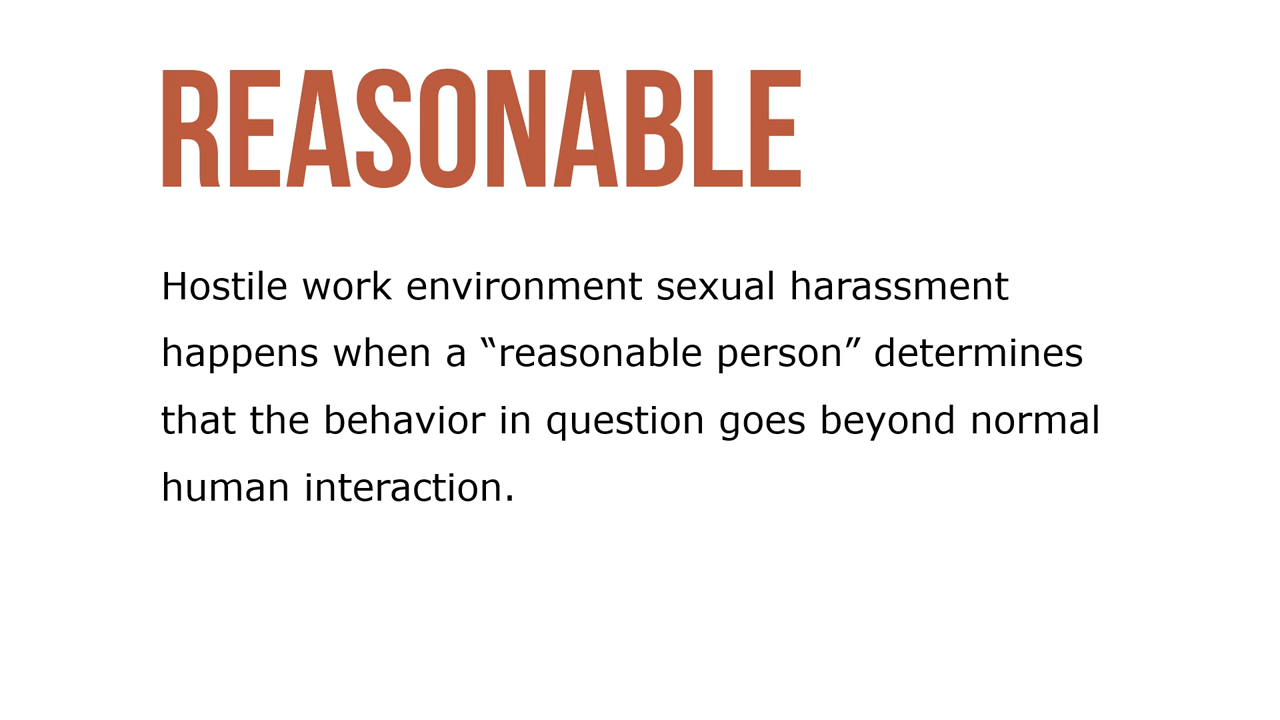 REASONABLE
Hostile work environment sexual harassment
happens when a “reasonable person” determines
that the behavior in question goes beyond normal
human interaction.